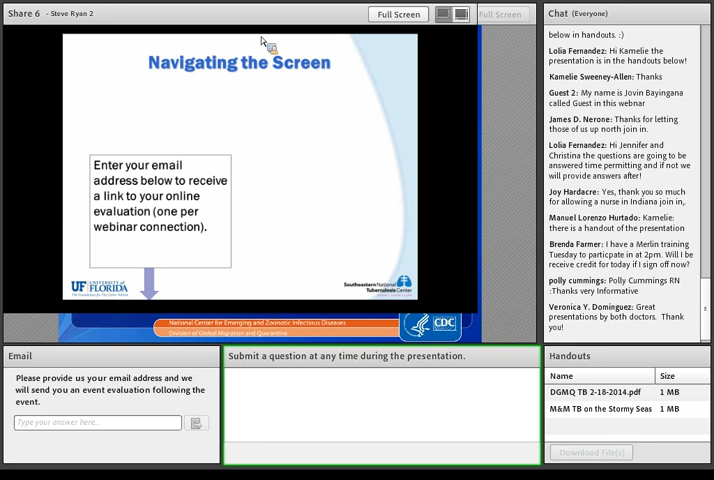 Share 6 - Steve Ryan 2
Full Screen
Full Screen
Navigating the Screen
Enter your email
address below to receive
a link to your online
evaluation (one per
webinar connection).
UF UNIVERSITY of
FLORIDA
The Foundation for The Gator Nation
Southeastern National
Tuberculosis Center
National Center for Emerging and Zoonotic Infectious Diseases
Division of Global Migration and Quarantine
CDC
Chat (Everyone)
below in handouts. :)
Lolia Fernandez: Hi Kamelie the
presentation is in the handouts below!
Kamelie Sweeney-Allen: Thanks
Guest 2: My name is Jovin Bayingana
called Guest in this webnar
James D. Nerone: Thanks for letting
those of us up north join in.
Lolia Fernandez: Hi Jennifer and
Christina the questions are going to be
answered time permitting and if not we
will provide answers after!
Joy Hardacre: Yes, thank you so much
for allowing a nurse in Indiana join in,.
Manuel Lorenzo Hurtado: Kamelie:
there is a handout of the presentation
Brenda Farmer: I have a Merlin training
Tuesday to particpate in at 2pm. Will I be
receive credit for today if I sign off now?
polly cummings: Polly Cummings RN
:Thanks very Informative
Veronica Y. Dominguez: Great
presentations by both doctors. Thank
you!
Email
Please provide us your email address and we
will send you an event evaluation following the
event.
Type your answer here...
Submit a question at any time during the presentation.
Handouts
Name Size
DGMQ TB 2-18-2014.pdf 1 MB
M&M TB on the Stormy Seas 1 MB
Download File(s)